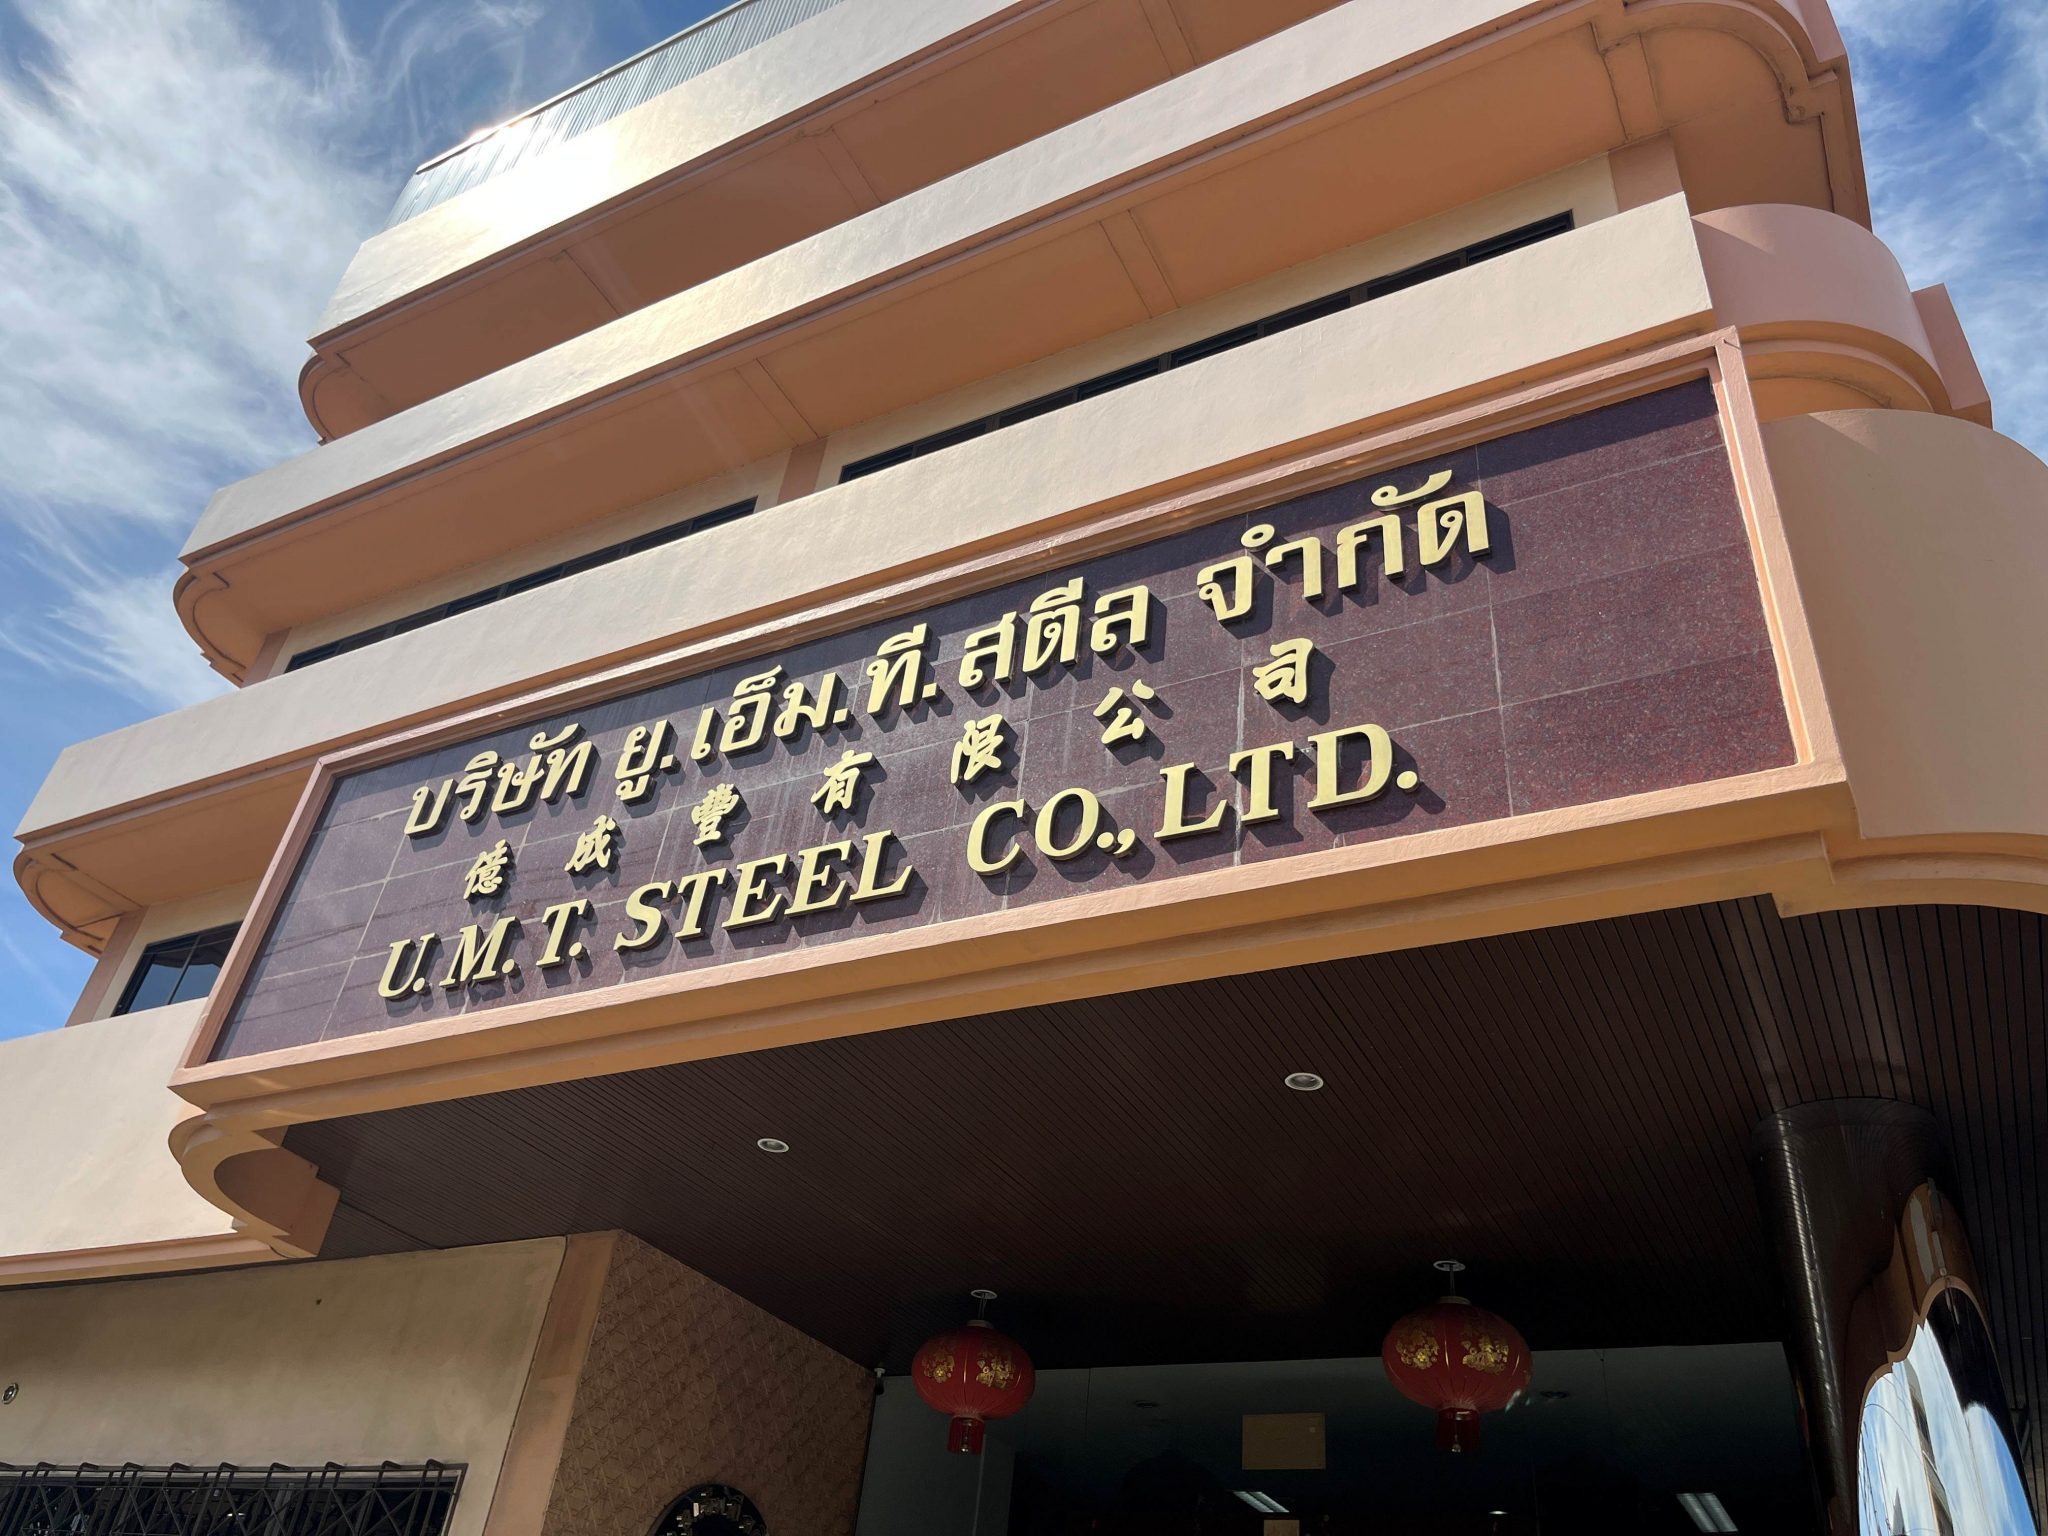 บริษัท ยู.เอ็ม.ที.สตีล จำกัด
億成豐有限公司
U.M.T. STEEL CO., LTD.